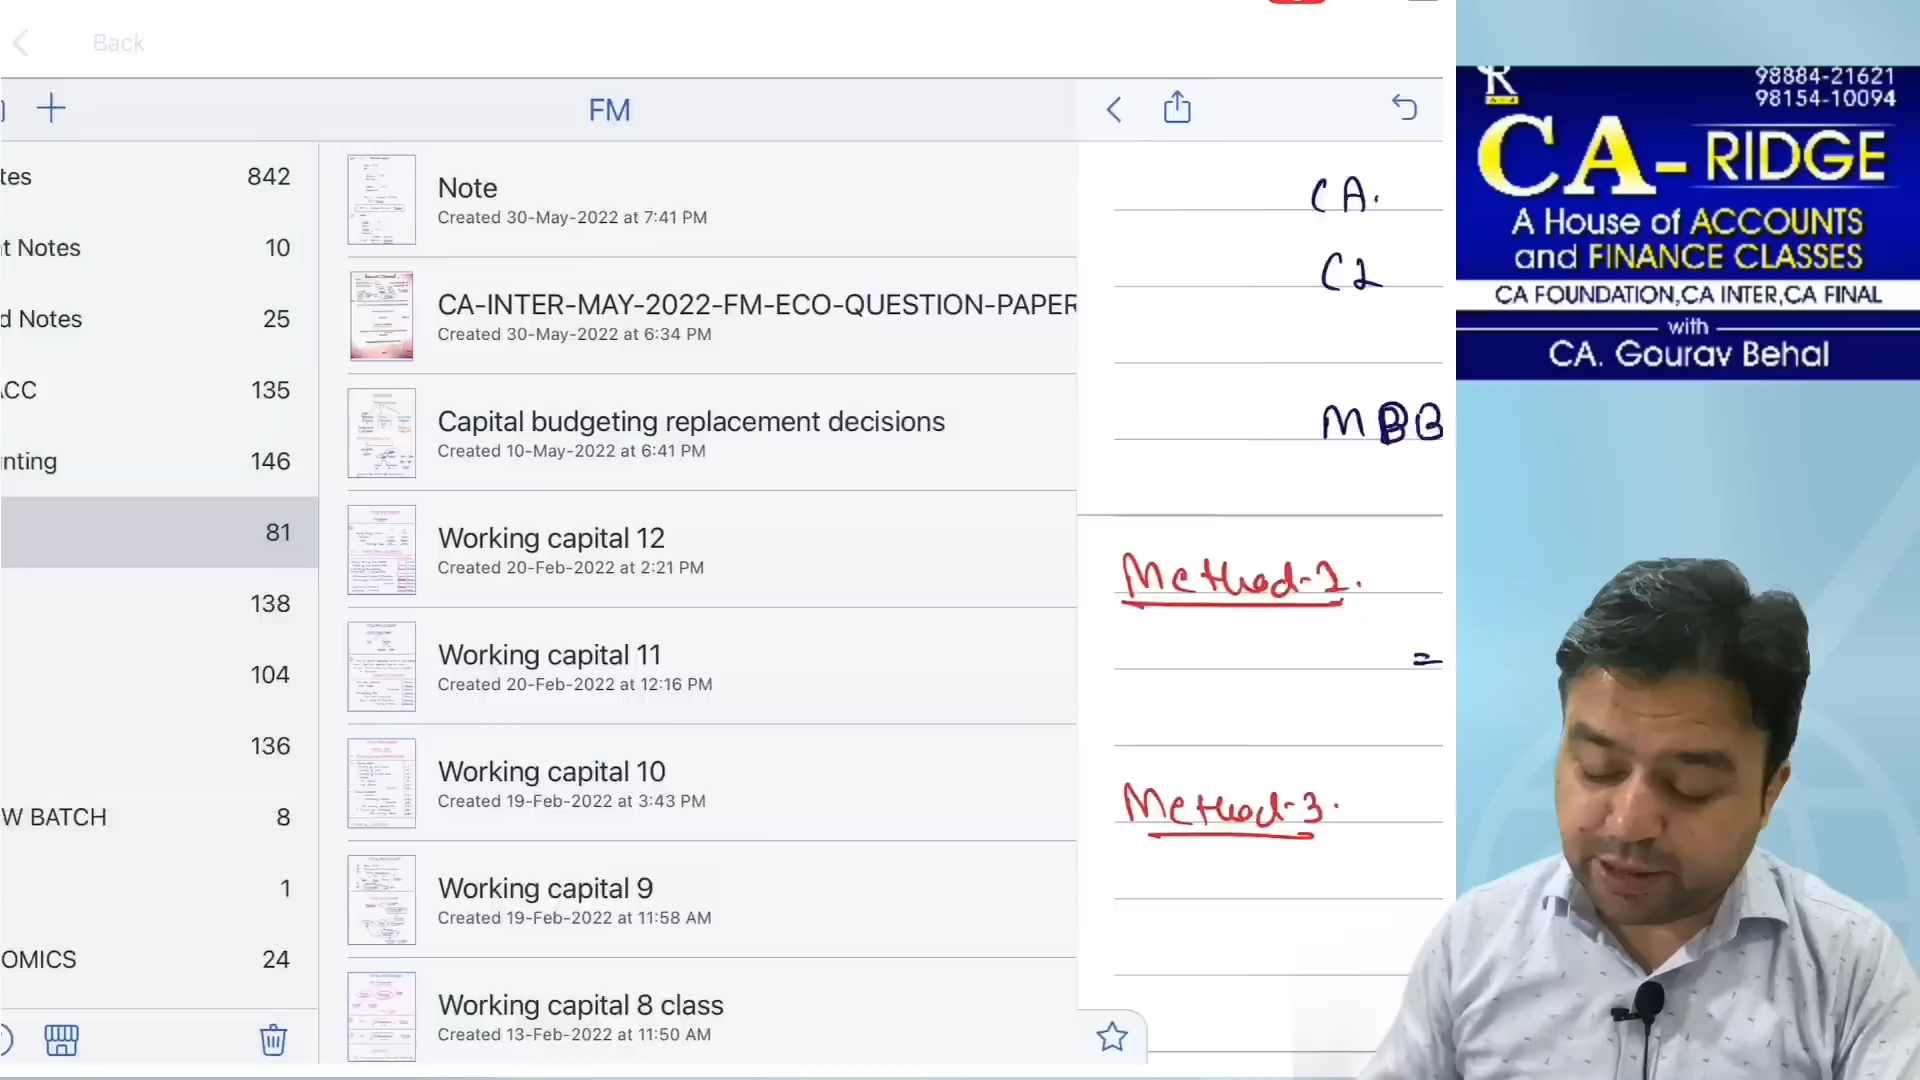 Back
FM
tes 842
t Notes 10
d Notes 25
ACC 135
nting 146
81
138
104
136
W BATCH 8
1
OMICS 24
Note
Created 30-May-2022 at 7:41 PM
CA-INTER-MAY-2022-FM-ECO-QUESTION-PAPER
Created 30-May-2022 at 6:34 PM
Capital budgeting replacement decisions
Created 10-May-2022 at 6:41 PM
Working capital 12
Created 20-Feb-2022 at 2:21 PM
Working capital 11
Created 20-Feb-2022 at 12:16 PM
Working capital 10
Created 19-Feb-2022 at 3:43 PM
Working capital 9
Created 19-Feb-2022 at 11:58 AM
Working capital 8 class
Created 13-Feb-2022 at 11:50 AM
CA.
C2
MBB
Method-2.
=
Method-3.
98884-21621
98154-10094
CA- RIDGE
A House of ACCOUNTS
and FINANCE CLASSES
CA FOUNDATION,CA INTER,CA FINAL
with
CA. Gourav Behal